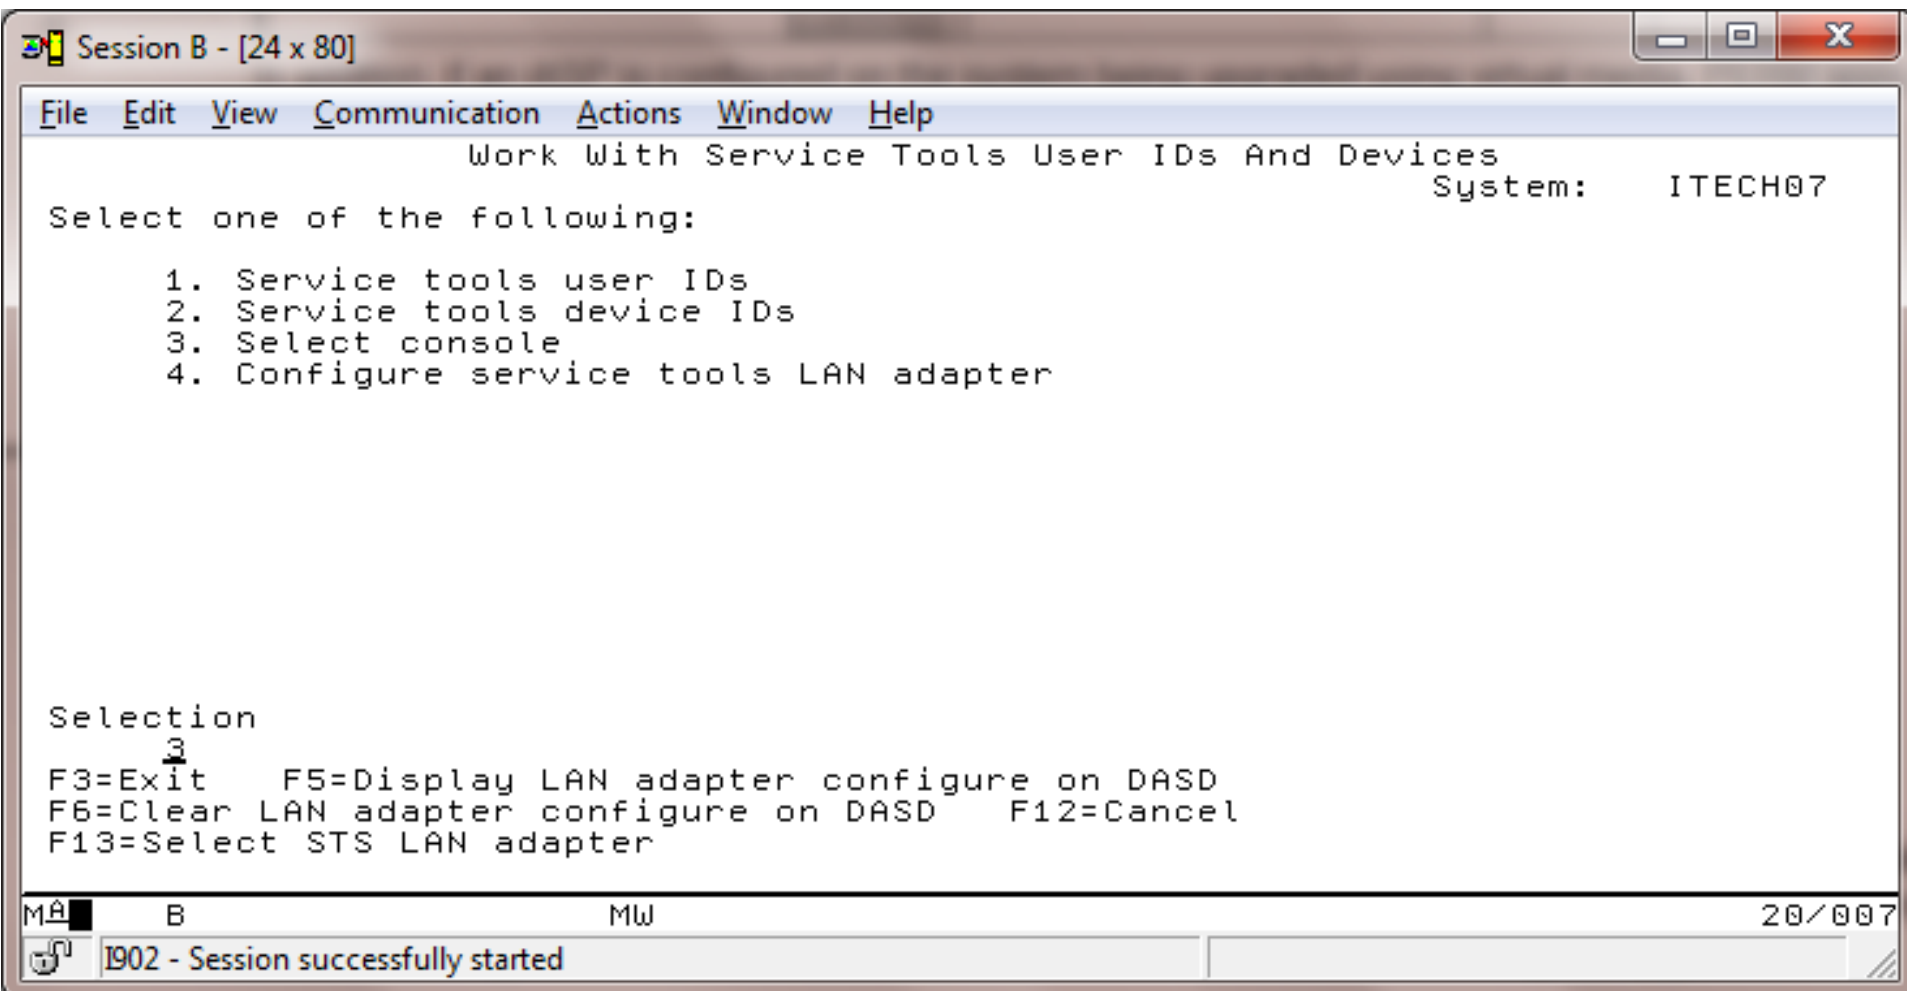 Session B - [24 x 80]
File Edit View Communication Actions Window Help
Work With Service Tools User IDs And Devices
System: ITECH07
Select one of the following:
1. Service tools user IDs
2. Service tools device IDs
3. Select console
4. Configure service tools LAN adapter
Selection
3
F3=Exit F5=Display LAN adapter configure on DASD
F6=Clear LAN adapter configure on DASD F12=Cancel
F13=Select STS LAN adapter
MA B MW 20/007
I902 - Session successfully started